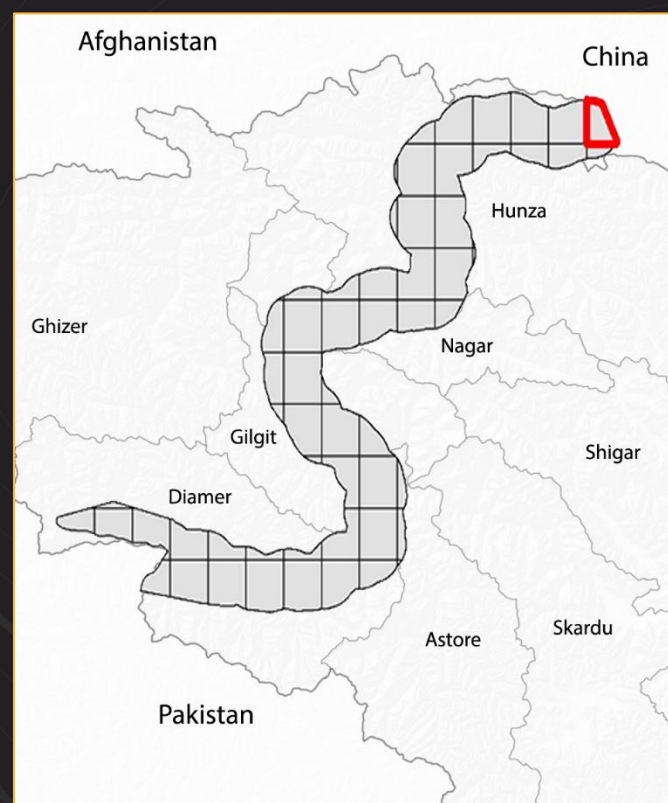 Afghanistan
China
Hunza
Ghizer
Nagar
Gilgit
Shigar
Diamer
Skardu
Astore
Pakistan